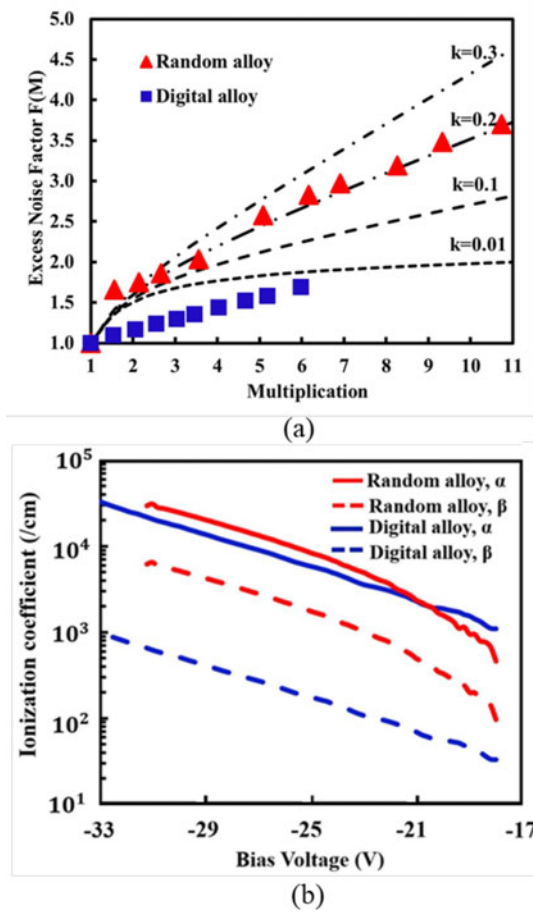 5.0
4.5
4.0
3.5
3.0
2.5
2.0
1.5
1.0
Excess Noise Factor F(M)
Random alloy
Digital alloy
k=0.3
k=0.2
k=0.1
k=0.01
1 2 3 4 5 6 7 8 9 10 11
Multiplication
(a)
10^5
10^4
10^3
10^2
10^1
Ionization coefficient (/cm)
Random alloy, α
Random alloy, β
Digital alloy, α
Digital alloy, β
-33 -29 -25 -21 -17
Bias Voltage (V)
(b)